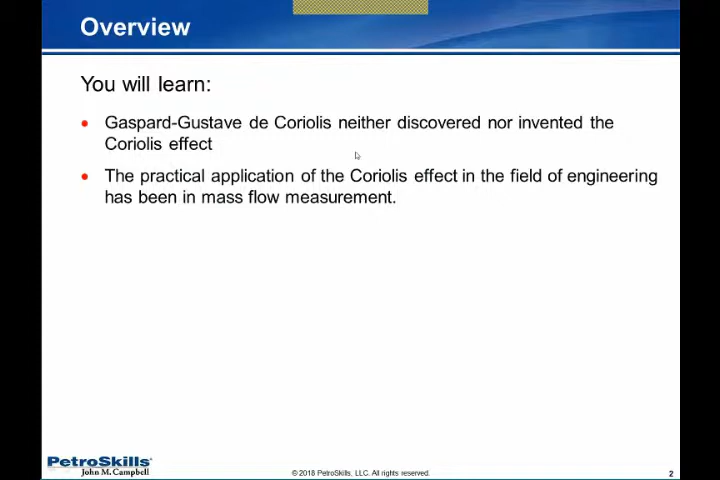 Overview
You will learn:
• Gaspard-Gustave de Coriolis neither discovered nor invented the
Coriolis effect
• The practical application of the Coriolis effect in the field of engineering
has been in mass flow measurement.
PetroSkills
John M. Campbell
© 2018 PetroSkills, LLC. All rights reserved.
2